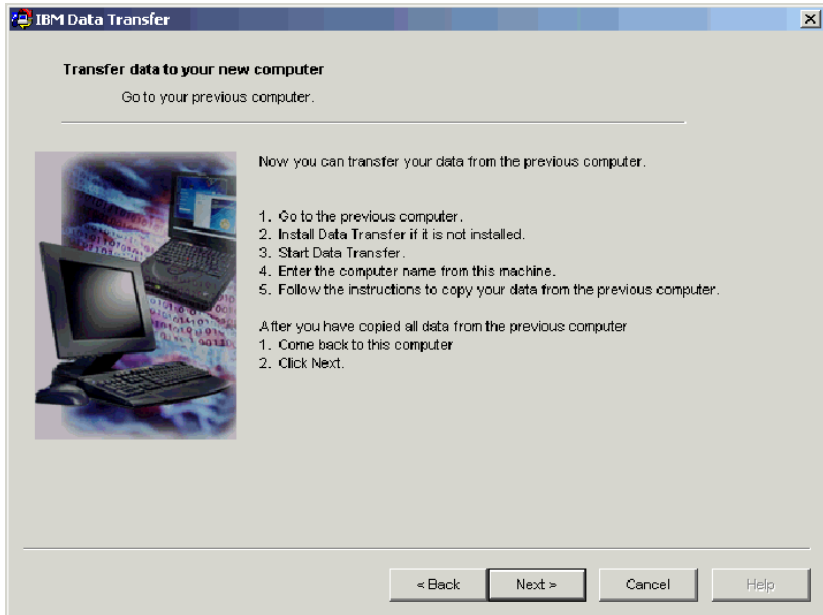 IBM Data Transfer
Transfer data to your new computer
Go to your previous computer.
Now you can transfer your data from the previous computer.
1. Go to the previous computer.
2. Install Data Transfer if it is not installed.
3. Start Data Transfer.
4. Enter the computer name from this machine.
5. Follow the instructions to copy your data from the previous computer.
After you have copied all data from the previous computer
1. Come back to this computer
2. Click Next.
< Back Next > Cancel Help